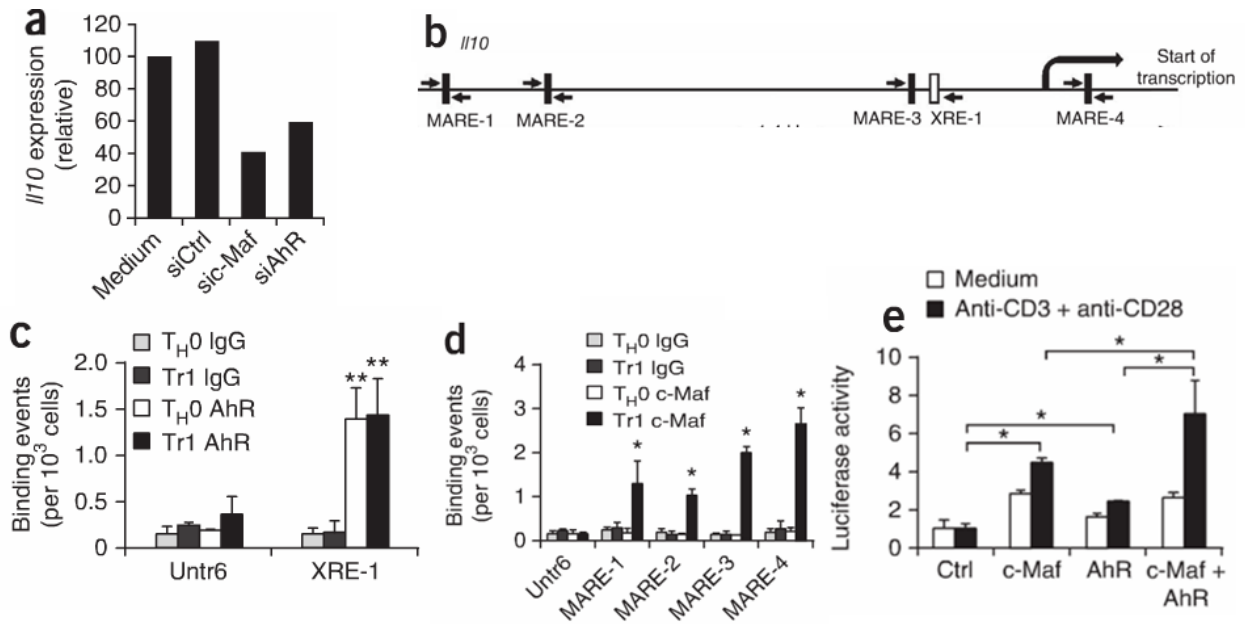 a
Il10 expression
(relative)
120
100
80
60
40
20
0
Medium
siCtrl
sic-Maf
siAhR
b
Il10
Start of
transcription
MARE-1
MARE-2
MARE-3
XRE-1
MARE-4
c
TH0 IgG
Tr1 IgG
TH0 AhR
Tr1 AhR
Binding events
(per 10³ cells)
2.0
1.5
1.0
0.5
0
**
**
Untr6
XRE-1
d
TH0 IgG
Tr1 IgG
TH0 c-Maf
Tr1 c-Maf
Binding events
(per 10³ cells)
4
3
2
1
0
*
*
*
*
Untr6
MARE-1
MARE-2
MARE-3
MARE-4
e
Medium
Anti-CD3 + anti-CD28
Luciferase activity
10
8
6
4
2
0
*
*
*
*
Ctrl
c-Maf
AhR
c-Maf +
AhR